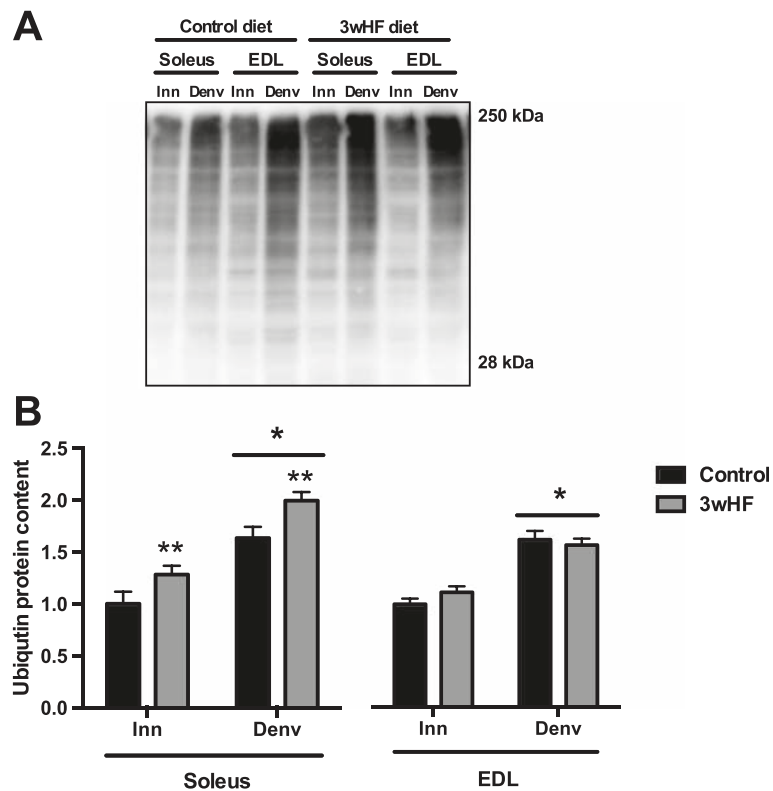 A
Control diet 3wHF diet
Soleus EDL Soleus EDL
Inn Denv Inn Denv Inn Denv Inn Denv
250 kDa
28 kDa
B
Ubiqutin protein content
2.5
2.0
1.5
1.0
0.5
0.0
*
**
**
*
Control
3wHF
Inn Denv Inn Denv
Soleus EDL